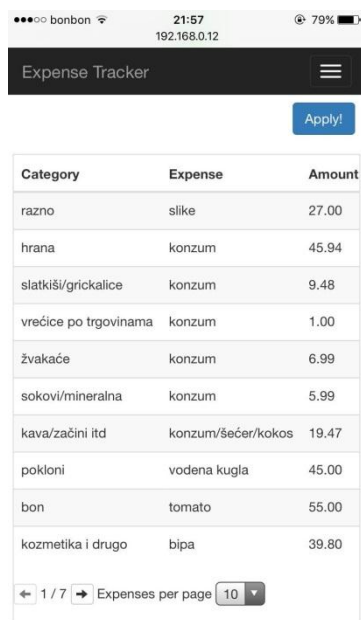 bonbon 21:57 79%
192.168.0.12
Expense Tracker
Apply!
Category Expense Amount
razno slike 27.00
hrana konzum 45.94
slatkiši/grickalice konzum 9.48
vrećice po trgovinama konzum 1.00
žvakaće konzum 6.99
sokovi/mineralna konzum 5.99
kava/začini itd konzum/šećer/kokos 19.47
pokloni vodena kugla 45.00
bon tomato 55.00
kozmetika i drugo bipa 39.80
1 / 7 Expenses per page 10